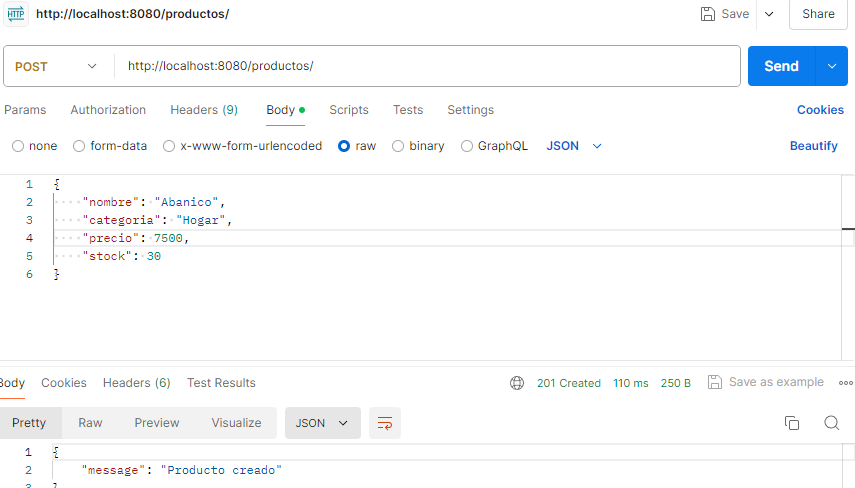 HTTP http://localhost:8080/productos/ Save Share
POST http://localhost:8080/productos/ Send
Params Authorization Headers (9) Body Scripts Tests Settings Cookies
none form-data x-www-form-urlencoded raw binary GraphQL JSON Beautify
1 {
2 "nombre": "Abanico",
3 "categoria": "Hogar",
4 "precio": 7500,
5 "stock": 30
6 }
Body Cookies Headers (6) Test Results 201 Created 110 ms 250 B Save as example
Pretty Raw Preview Visualize JSON
1 {
2 "message": "Producto creado"
3 }